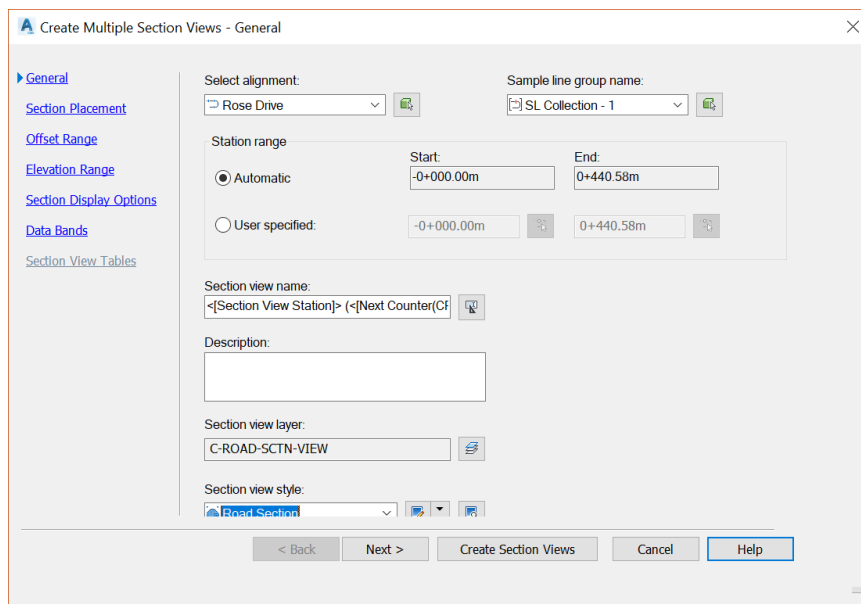 Create Multiple Section Views - General
General
Section Placement
Offset Range
Elevation Range
Section Display Options
Data Bands
Section View Tables
Select alignment:
Sample line group name:
Rose Drive
SL Collection - 1
Station range
Start:
End:
Automatic
-0+000.00m
0+440.58m
User specified:
-0+000.00m
0+440.58m
Section view name:
<[Section View Station]> (<[Next Counter(CP
Description:
Section view layer:
C-ROAD-SCTN-VIEW
Section view style:
Road Section
< Back
Next >
Create Section Views
Cancel
Help